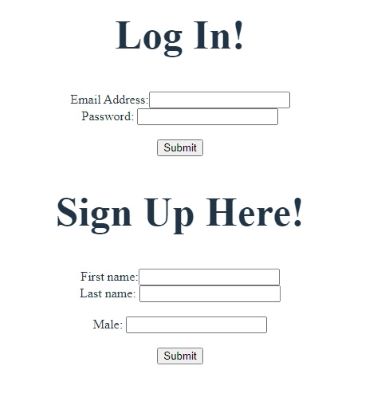 Log In!
Email Address:
Password:
Submit
Sign Up Here!
First name:
Last name:
Male:
Submit